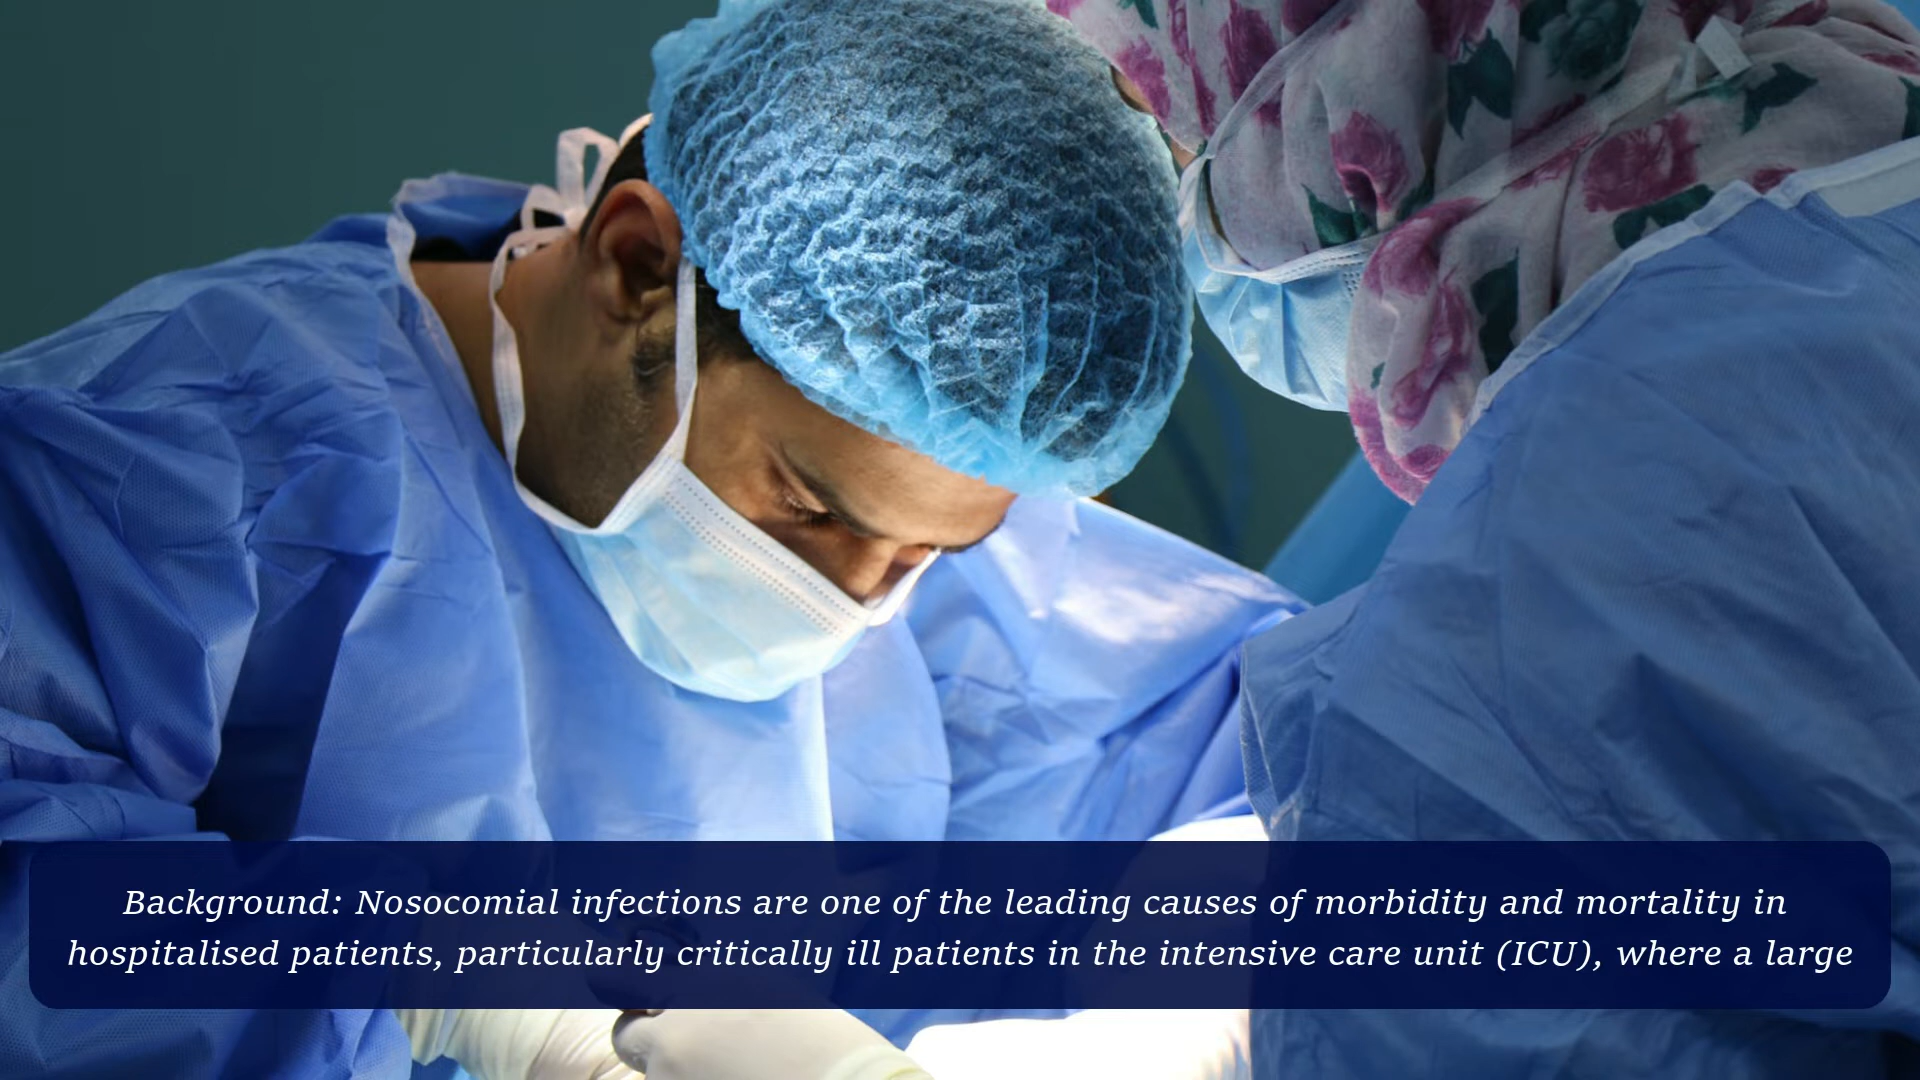 Background: Nosocomial infections are one of the leading causes of morbidity and mortality in
hospitalised patients, particularly critically ill patients in the intensive care unit (ICU), where a large